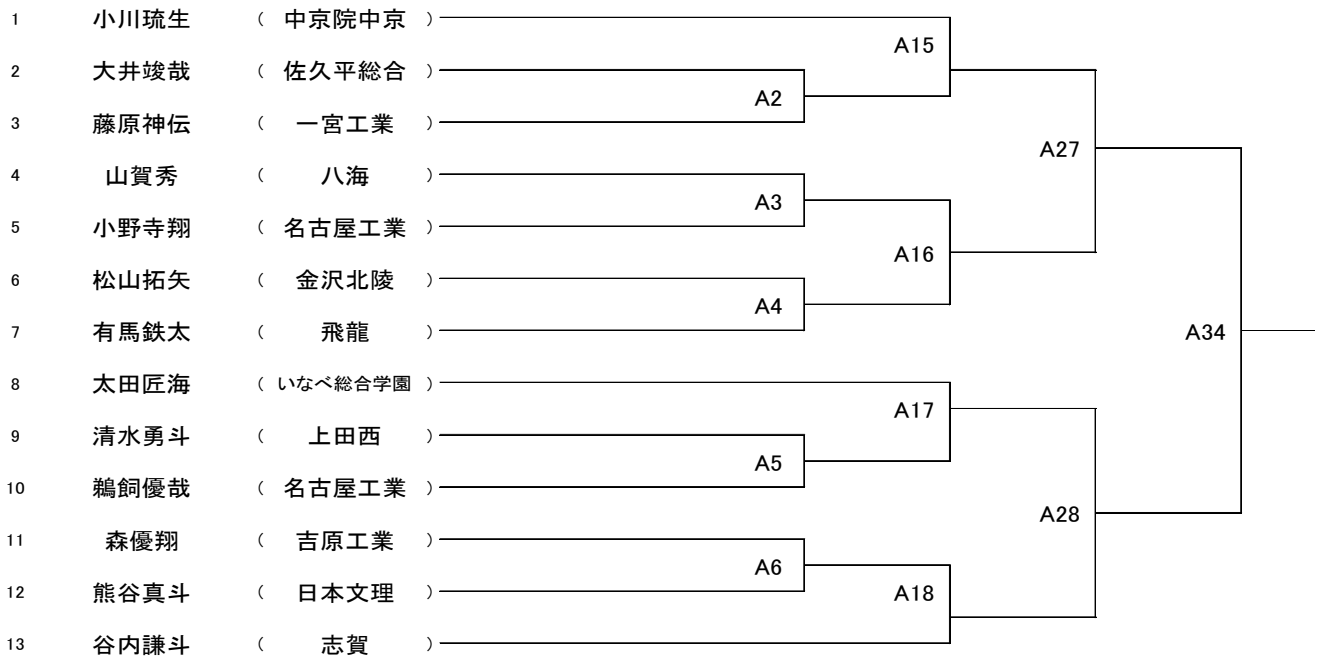 1 小川琉生 （ 中京院中京 ）
A15
2 大井竣哉 （ 佐久平総合 ）
A2
3 藤原神伝 （ 一宮工業 ）
A27
4 山賀秀 （ 八海 ）
A3
5 小野寺翔 （ 名古屋工業 ）
A16
6 松山拓矢 （ 金沢北陵 ）
A4
7 有馬鉄太 （ 飛龍 ）
A34
8 太田匠海 （ いなべ総合学園 ）
A17
9 清水勇斗 （ 上田西 ）
A5
10 鵜飼優哉 （ 名古屋工業 ）
A28
11 森優翔 （ 吉原工業 ）
A6
12 熊谷真斗 （ 日本文理 ）
A18
13 谷内謙斗 （ 志賀 ）